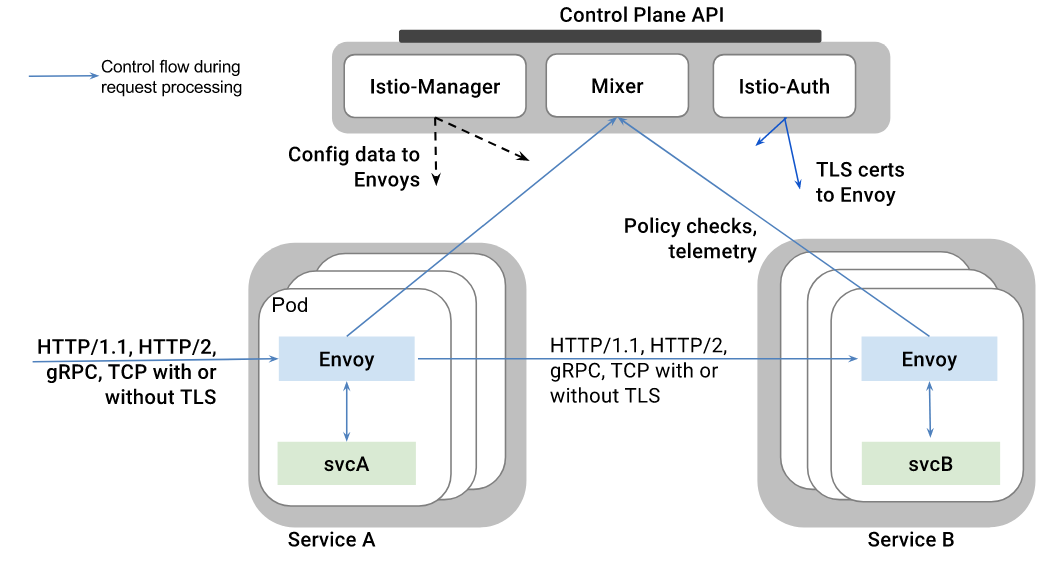 Control Plane API
Control flow during
request processing
Istio-Manager
Mixer
Istio-Auth
Config data to
Envoys
TLS certs
to Envoy
Policy checks,
telemetry
Pod
HTTP/1.1, HTTP/2,
gRPC, TCP with or
without TLS
Envoy
HTTP/1.1, HTTP/2,
gRPC, TCP with or
without TLS
Envoy
svcA
svcB
Service A
Service B